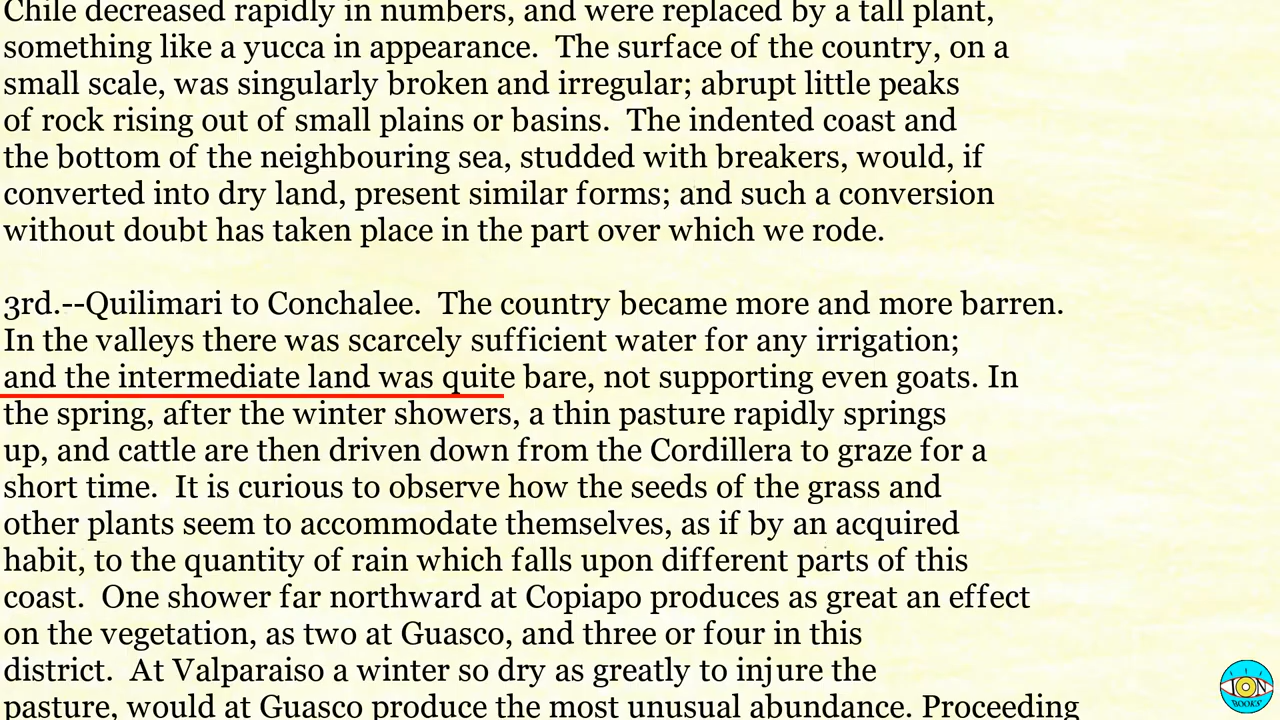 Chile decreased rapidly in numbers, and were replaced by a tall plant,
something like a yucca in appearance.  The surface of the country, on a
small scale, was singularly broken and irregular; abrupt little peaks
of rock rising out of small plains or basins.  The indented coast and
the bottom of the neighbouring sea, studded with breakers, would, if
converted into dry land, present similar forms; and such a conversion
without doubt has taken place in the part over which we rode.

3rd.--Quilimari to Conchalee.  The country became more and more barren.
In the valleys there was scarcely sufficient water for any irrigation;
and the intermediate land was quite bare, not supporting even goats. In
the spring, after the winter showers, a thin pasture rapidly springs
up, and cattle are then driven down from the Cordillera to graze for a
short time.  It is curious to observe how the seeds of the grass and
other plants seem to accommodate themselves, as if by an acquired
habit, to the quantity of rain which falls upon different parts of this
coast.  One shower far northward at Copiapo produces as great an effect
on the vegetation, as two at Guasco, and three or four in this
district.  At Valparaiso a winter so dry as greatly to injure the
pasture, would at Guasco produce the most unusual abundance. Proceeding
ION
BOOKS